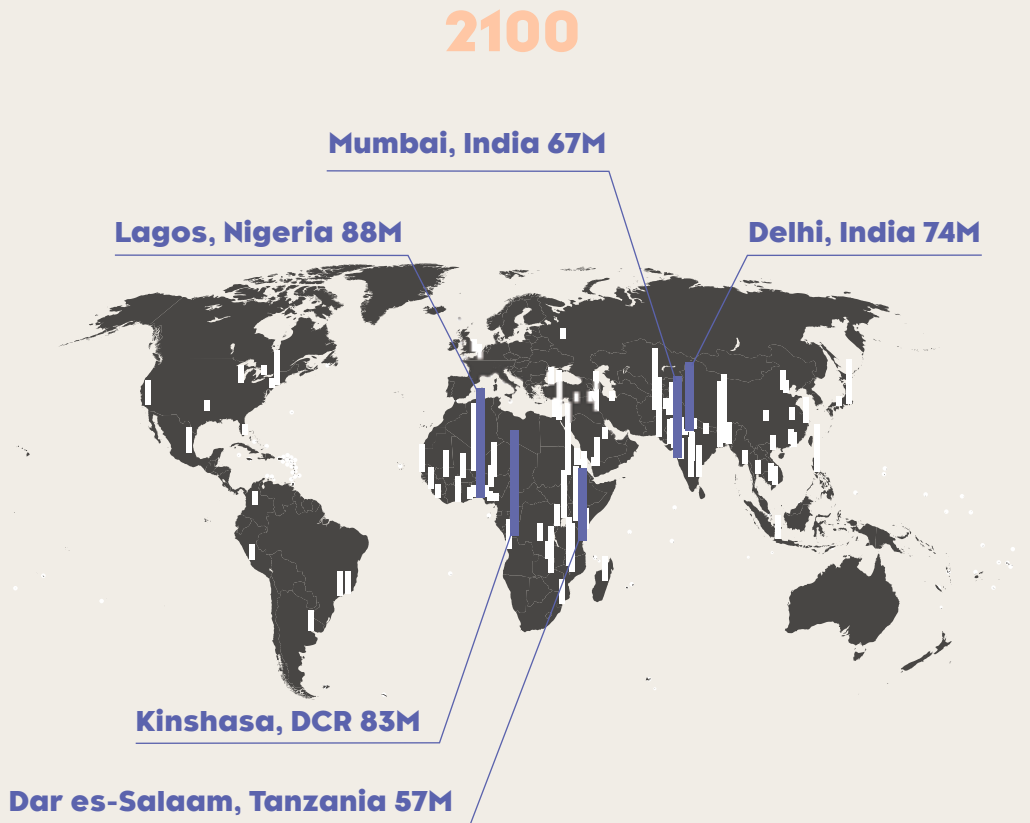 2100
Mumbai, India 67M
Lagos, Nigeria 88M
Delhi, India 74M
Kinshasa, DCR 83M
Dar es-Salaam, Tanzania 57M